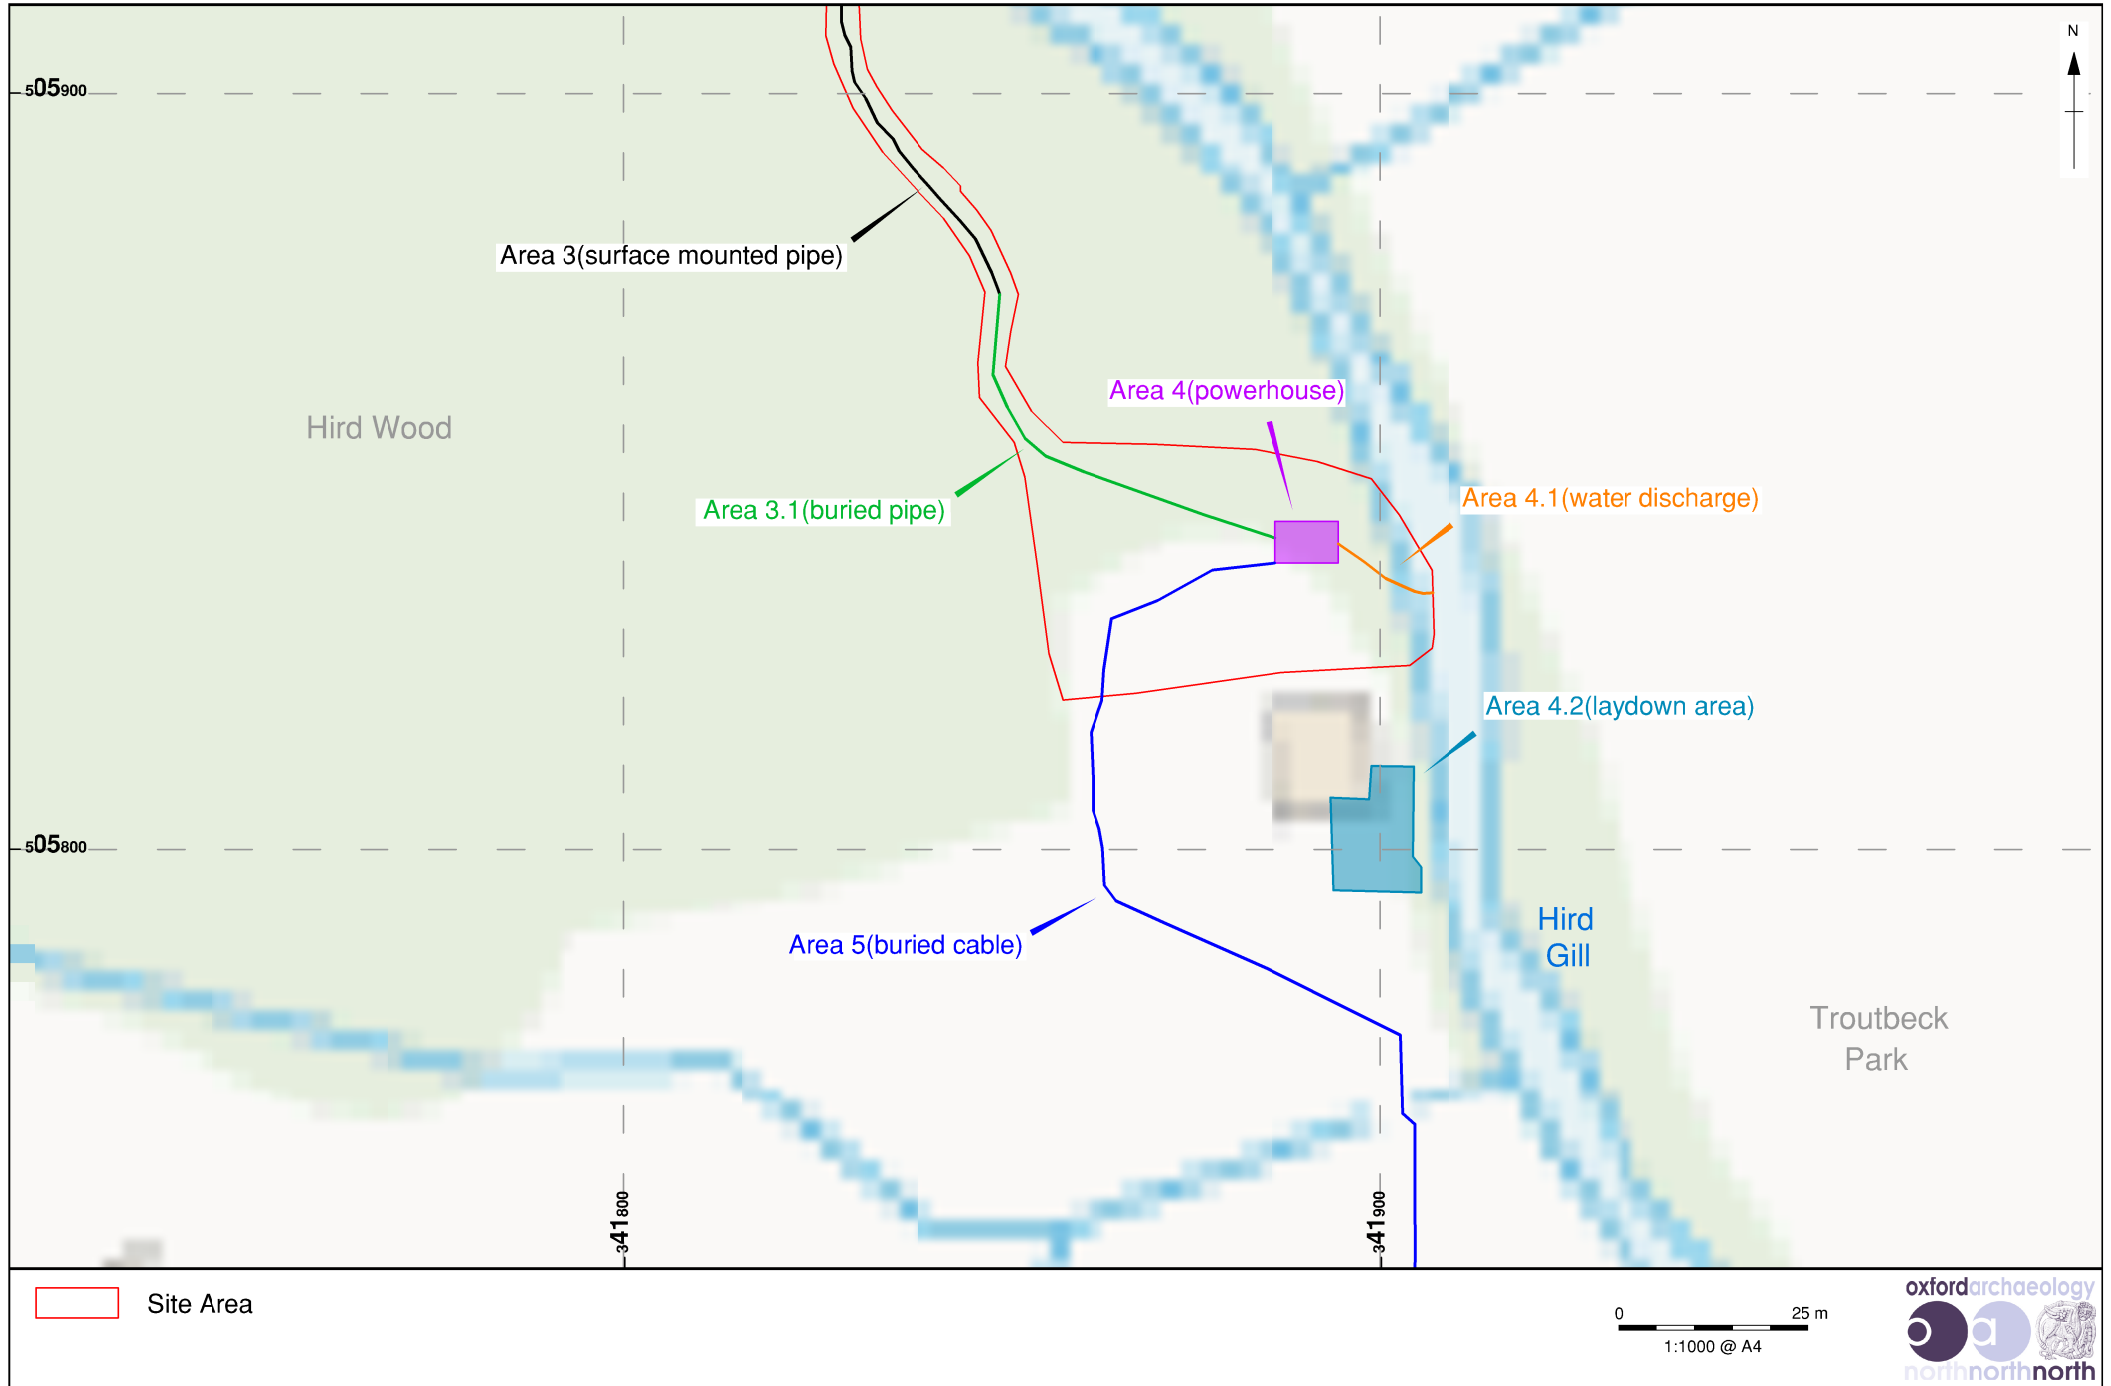 N
505900
Area 3(surface mounted pipe)
Area 4(powerhouse)
Hird Wood
Area 4.1(water discharge)
Area 3.1(buried pipe)
Area 4.2(laydown area)
505800
Hird
Gill
Area 5(buried cable)
Troutbeck
Park
341800
341900
Site Area
0 25 m
1:1000 @ A4
oxfordarchaeology
oa
northnorthnorth